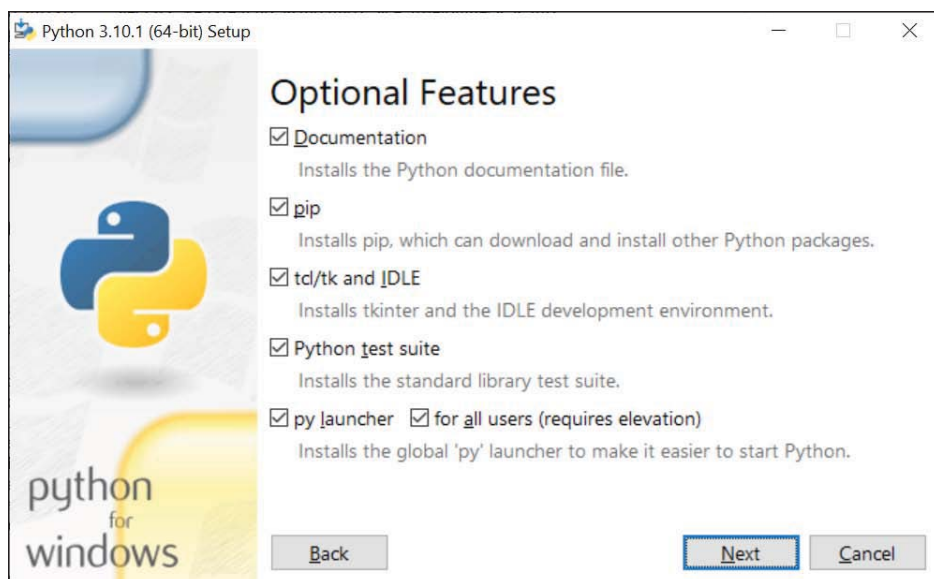 Python 3.10.1 (64-bit) Setup
Optional Features
Documentation
Installs the Python documentation file.
pip
Installs pip, which can download and install other Python packages.
tcl/tk and IDLE
Installs tkinter and the IDLE development environment.
Python test suite
Installs the standard library test suite.
py launcher for all users (requires elevation)
Installs the global 'py' launcher to make it easier to start Python.
python
for
windows
Back Next Cancel